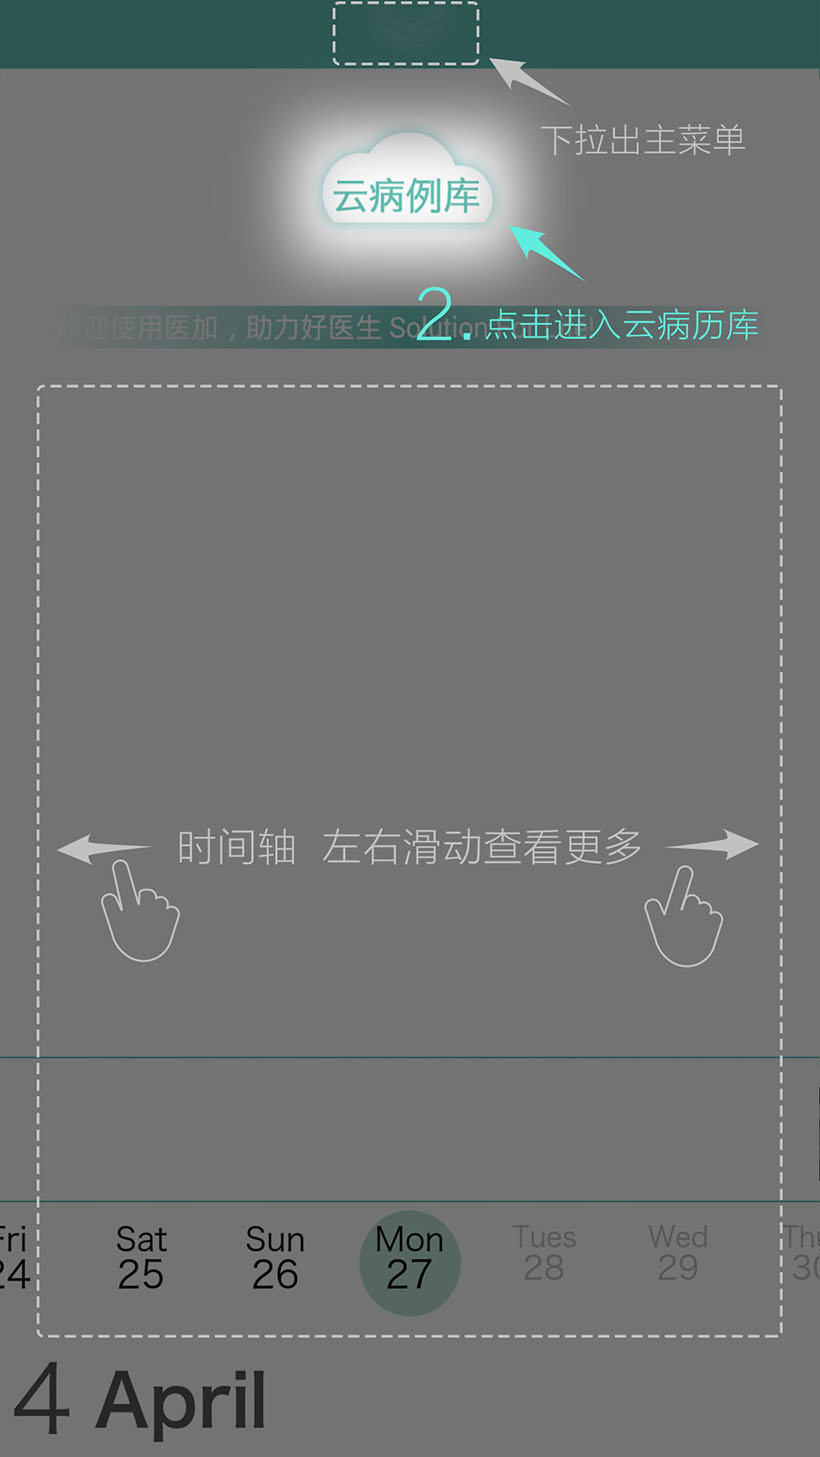 下拉出主菜单
云病例库
2.点击进入云病历库
欢迎使用医加，助力好医生 Solution
时间轴 左右滑动查看更多
Fri Sat Sun Mon Tues Wed Thu
24 25 26 27 28 29 30
4 April